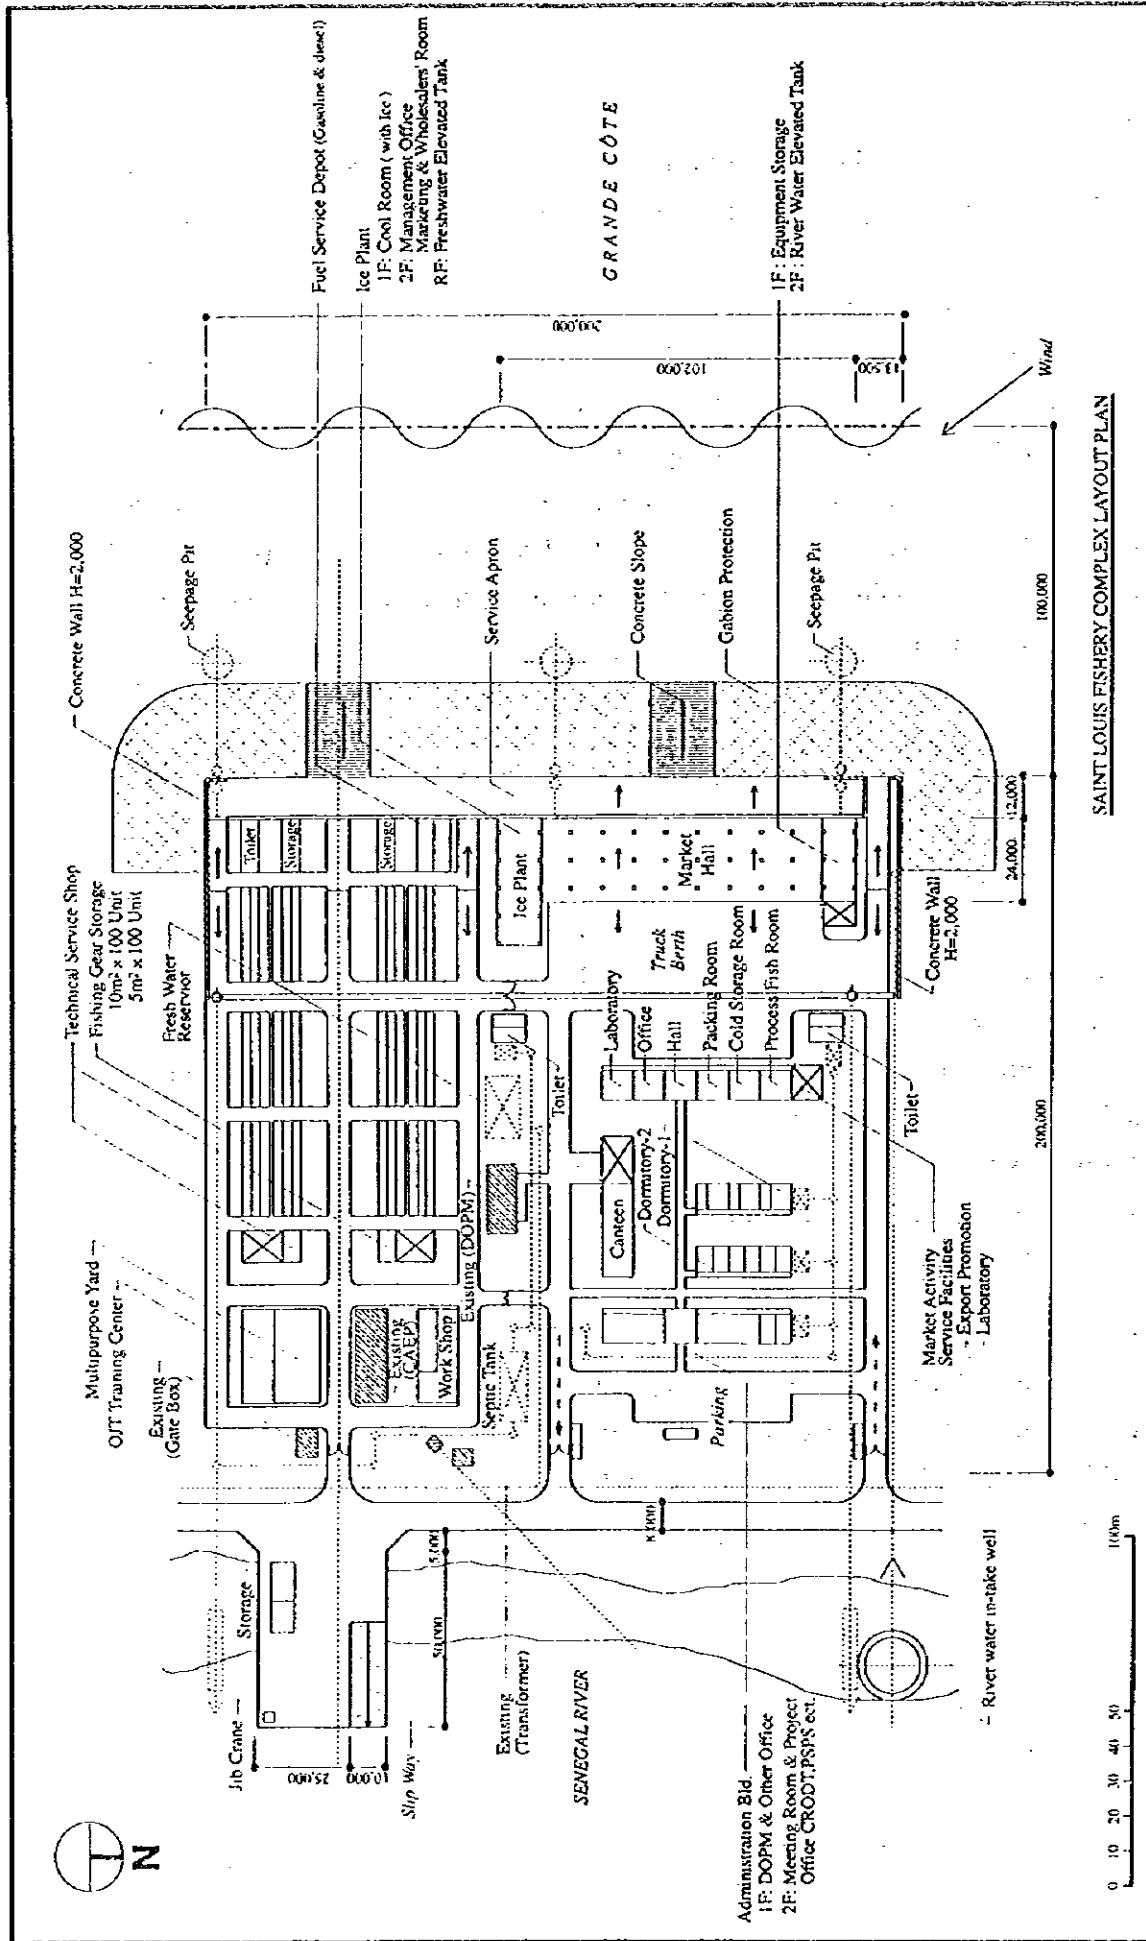 Fuel Service Depot (Gasoline & diesel)
Ice Plant
1F: Cool Room ( with Ice )
2F: Management Office
Marketing & Wholesalers' Room
RF: Freshwater Elevated Tank
GRANDE CÔTE
1F : Equipment Storage
2F : River Water Elevated Tank
200,000
102,000
13,500
Wind
Concrete Wall H=2,000
Seepage Pit
Service Apron
Concrete Slope
Gabion Protection
Seepage Pit
100,000
Technical Service Shop
Fishing Gear Storage
10m² x 100 Unit
5m² x 100 Unit
Fresh Water
Reservior
Toilet
Storage
Storage
Ice Plant
Market
Hall
Truck
Berth
12,000
24,000
Concrete Wall
H=2,000
Laboratory
Office
Hall
Packing Room
Cold Storage Room
Process Fish Room
Toilet
Toilet
Canteen
Dormitory-2
Dormitory-1
Multipurpose Yard
OJT Training Center
Existing
(Gate Box)
Existing (DOPM)
Existing
(CAEP)
Work Shop
Septic Tank
Parking
Market Activity
Service Facilities
- Export Promotion
- Laboratory
200,000
8,000
Storage
Jib Crane
Slip Way
25,000
10,000
50,000
5,000
Existing
(Transformer)
SENEGAL RIVER
River water in-take well
Administration Bld.
1F: DOPM & Other Office
2F: Meeting Room & Project
Office CRODT,PSPS ect.
N
0 10 20 30 40 50 100m
SAINT LOUIS FISHERY COMPLEX LAYOUT PLAN